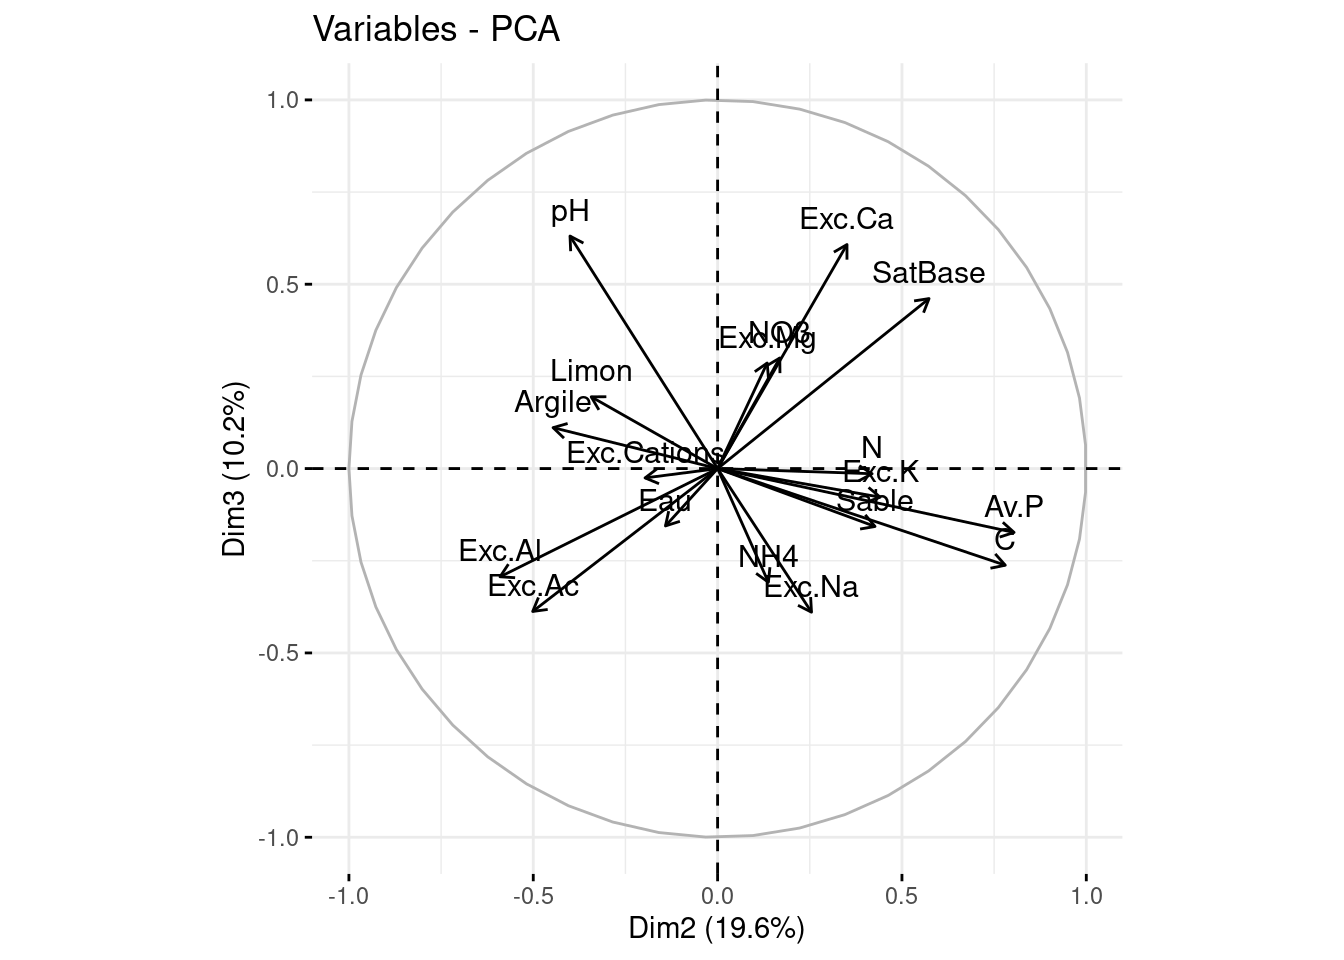 Variables - PCA
1.0
0.5
0.0
-0.5
-1.0
Dim3 (10.2%)
pH
Exc.Ca
SatBase
NO3
Exc.Mg
Limon
Argile
N
Exc.Cations
Exc.K
Eau
Sable
Av.P
C
Exc.Al
NH4
Exc.Ac
Exc.Na
-1.0
-0.5
0.0
0.5
1.0
Dim2 (19.6%)